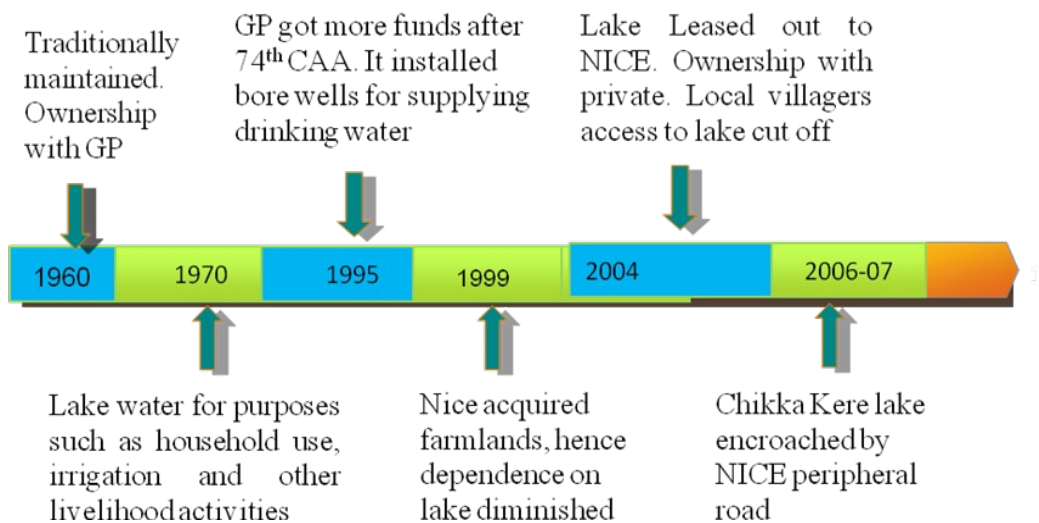 Traditionally
maintained.
Ownership
with GP
GP got more funds after
74th CAA. It installed
bore wells for supplying
drinking water
Lake Leased out to
NICE. Ownership with
private. Local villagers
access to lake cut off
1960
1970
1995
1999
2004
2006-07
Lake water for purposes
such as household use,
irrigation and other
livelihood activities
Nice acquired
farmlands, hence
dependence on
lake diminished
Chikka Kere lake
encroached by
NICE peripheral
road